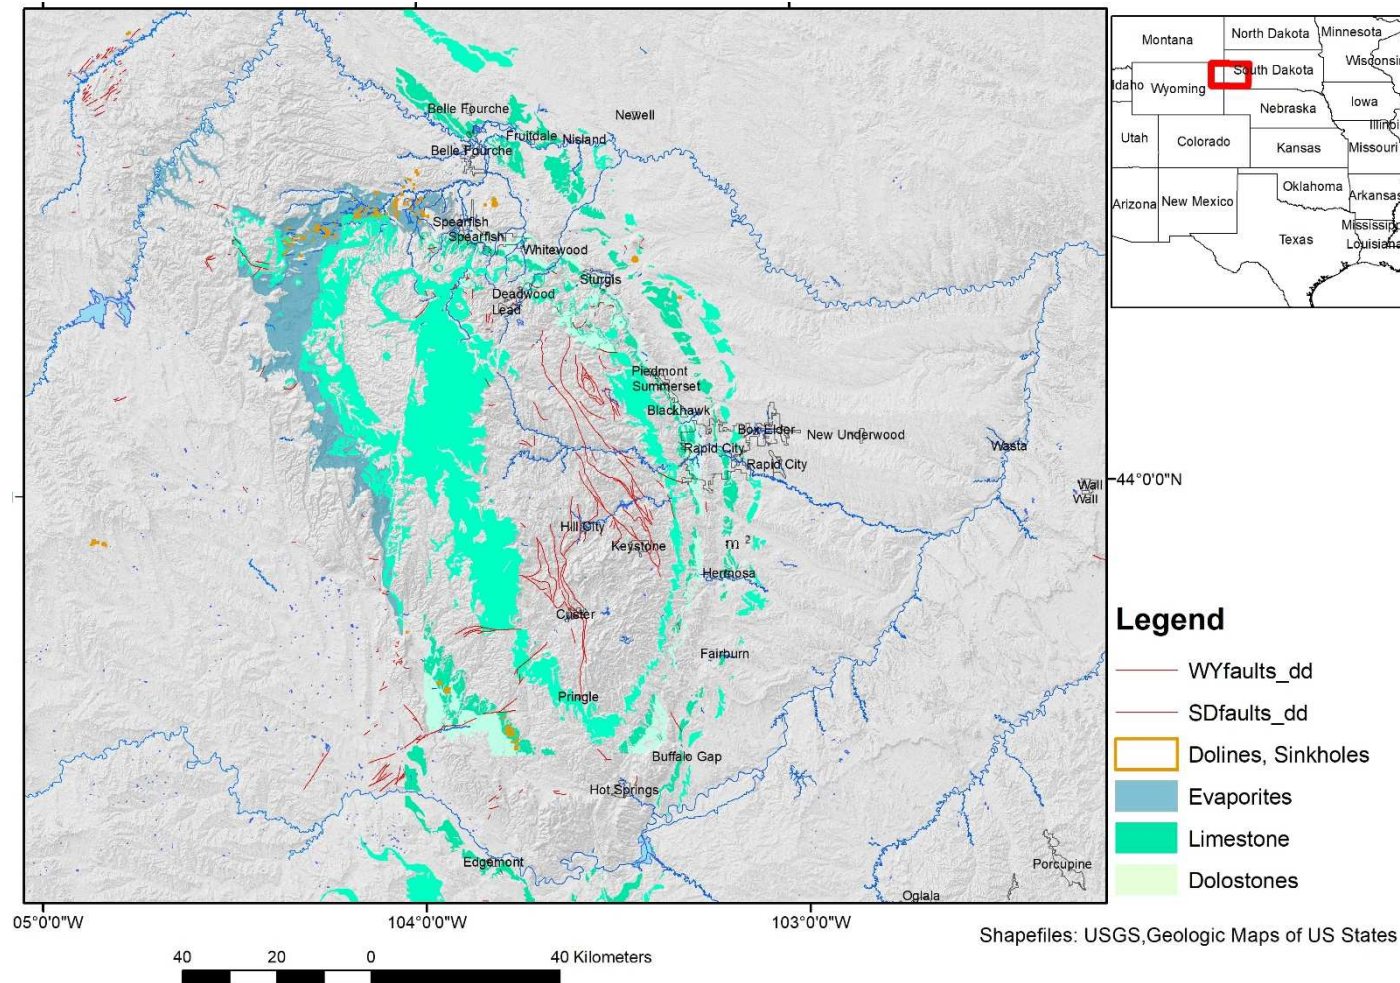 Belle Fourche
Newell
Fruitdale
Nisland
Belle Fourche
Spearfish
Spearfish
Whitewood
Sturgis
Deadwood
Lead
Piedmont
Summerset
Blackhawk
Box Elder
New Underwood
Rapid City
Rapid City
Wasta
Wall
Wall
Hill City
Keystone
m ²
Hermosa
Custer
Fairburn
Pringle
Buffalo Gap
Hot Springs
Edgemont
Porcupine
Oglala
44°0'0"N
05°0'0"W
104°0'0"W
103°0'0"W
40 20 0 40 Kilometers
Montana
North Dakota
Minnesota
Wisconsi
South Dakota
Idaho
Wyoming
Iowa
Nebraska
Illinoi
Utah
Colorado
Kansas
Missouri
Oklahoma
Arkansas
Arizona
New Mexico
Mississipp
Texas
Louisiana
Legend
WYfaults_dd
SDfaults_dd
Dolines, Sinkholes
Evaporites
Limestone
Dolostones
Shapefiles: USGS,Geologic Maps of US States